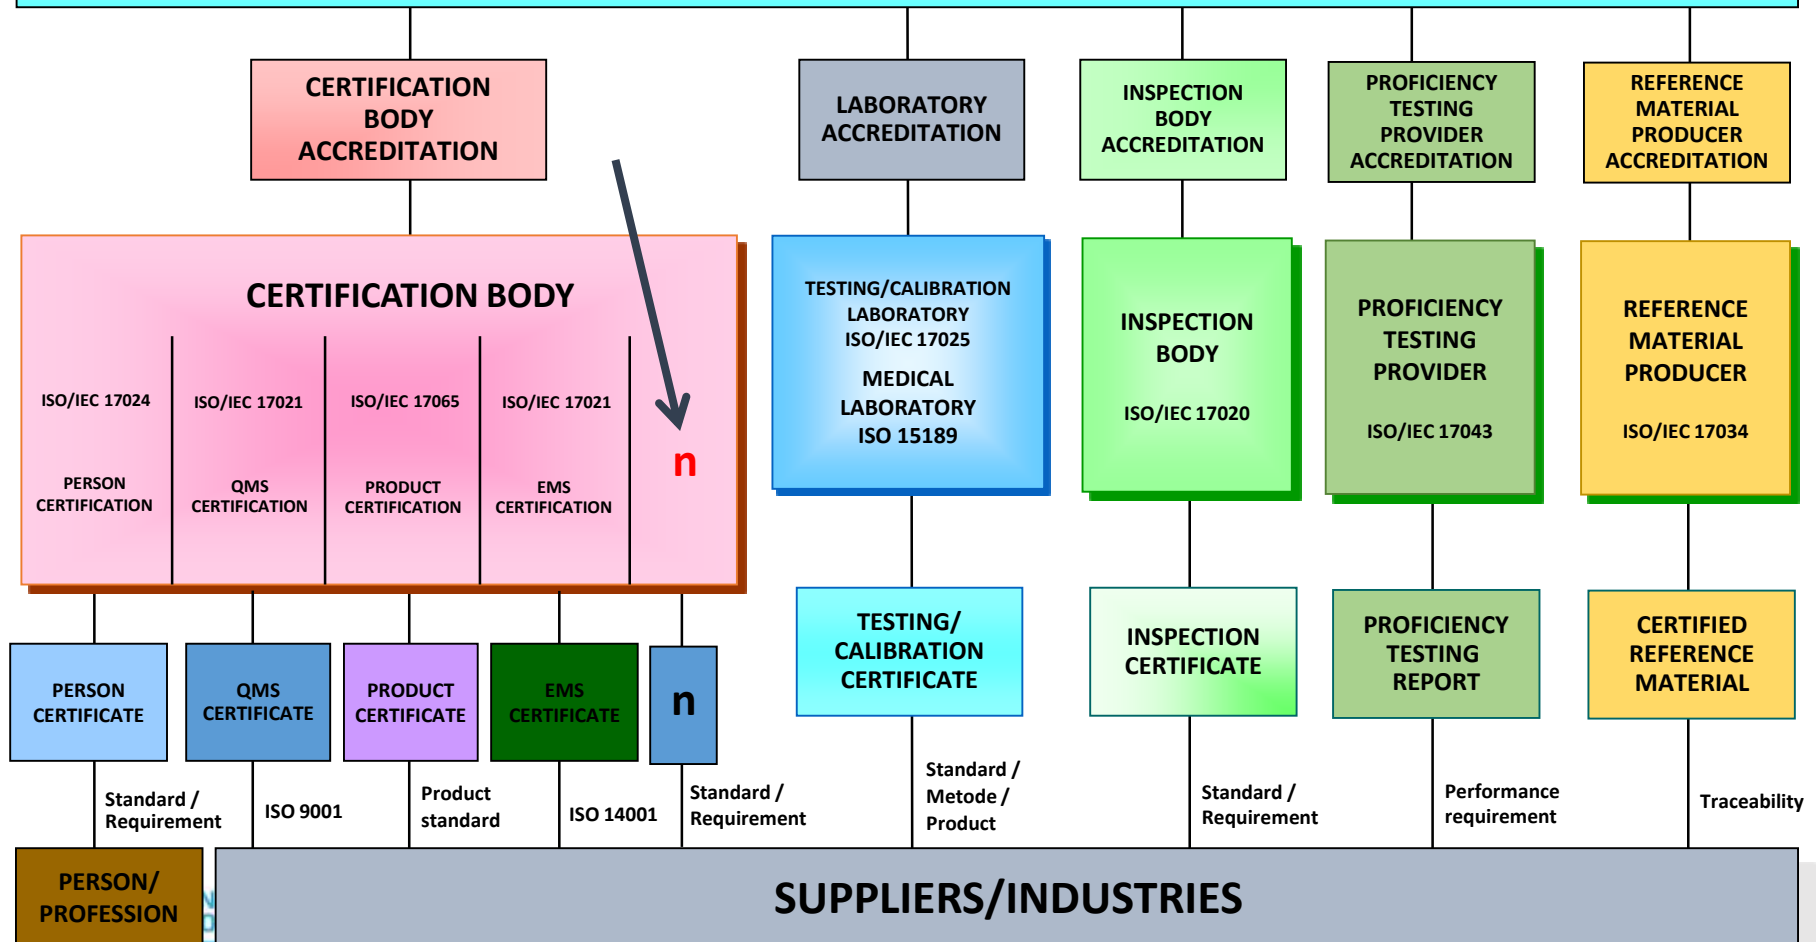 CERTIFICATION
BODY
ACCREDITATION
LABORATORY
ACCREDITATION
INSPECTION
BODY
ACCREDITATION
PROFICIENCY
TESTING
PROVIDER
ACCREDITATION
REFERENCE
MATERIAL
PRODUCER
ACCREDITATION
CERTIFICATION BODY
ISO/IEC 17024
PERSON
CERTIFICATION
ISO/IEC 17021
QMS
CERTIFICATION
ISO/IEC 17065
PRODUCT
CERTIFICATION
ISO/IEC 17021
EMS
CERTIFICATION
n
TESTING/CALIBRATION
LABORATORY
ISO/IEC 17025
MEDICAL
LABORATORY
ISO 15189
INSPECTION
BODY
ISO/IEC 17020
PROFICIENCY
TESTING
PROVIDER
ISO/IEC 17043
REFERENCE
MATERIAL
PRODUCER
ISO/IEC 17034
PERSON
CERTIFICATE
QMS
CERTIFICATE
PRODUCT
CERTIFICATE
EMS
CERTIFICATE
n
TESTING/
CALIBRATION
CERTIFICATE
INSPECTION
CERTIFICATE
PROFICIENCY
TESTING
REPORT
CERTIFIED
REFERENCE
MATERIAL
Standard /
Requirement
ISO 9001
Product
standard
ISO 14001
Standard /
Requirement
Standard /
Metode /
Product
Standard /
Requirement
Performance
requirement
Traceability
PERSON/
PROFESSION
SUPPLIERS/INDUSTRIES